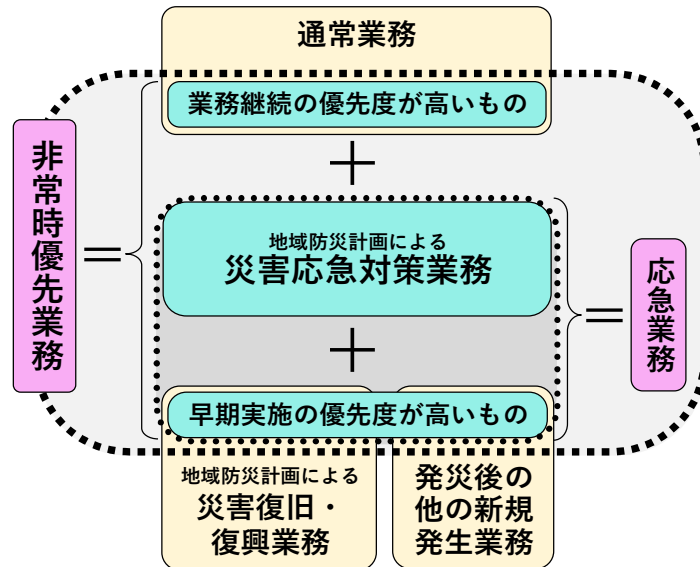 通常業務
業務継続の優先度が高いもの
＋
非常時優先業務
＝
地域防災計画による
災害応急対策業務
＝
応急業務
＋
早期実施の優先度が高いもの
地域防災計画による
災害復旧・
復興業務
発災後の
他の新規
発生業務